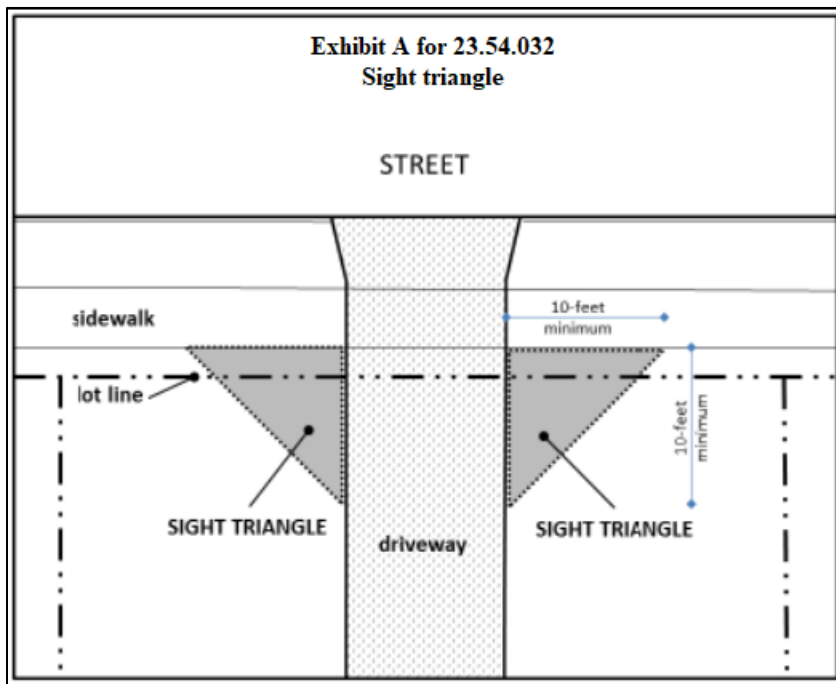 Exhibit A for 23.54.032
Sight triangle
STREET
sidewalk
10-feet
minimum
lot line
10-feet
minimum
SIGHT TRIANGLE
SIGHT TRIANGLE
driveway